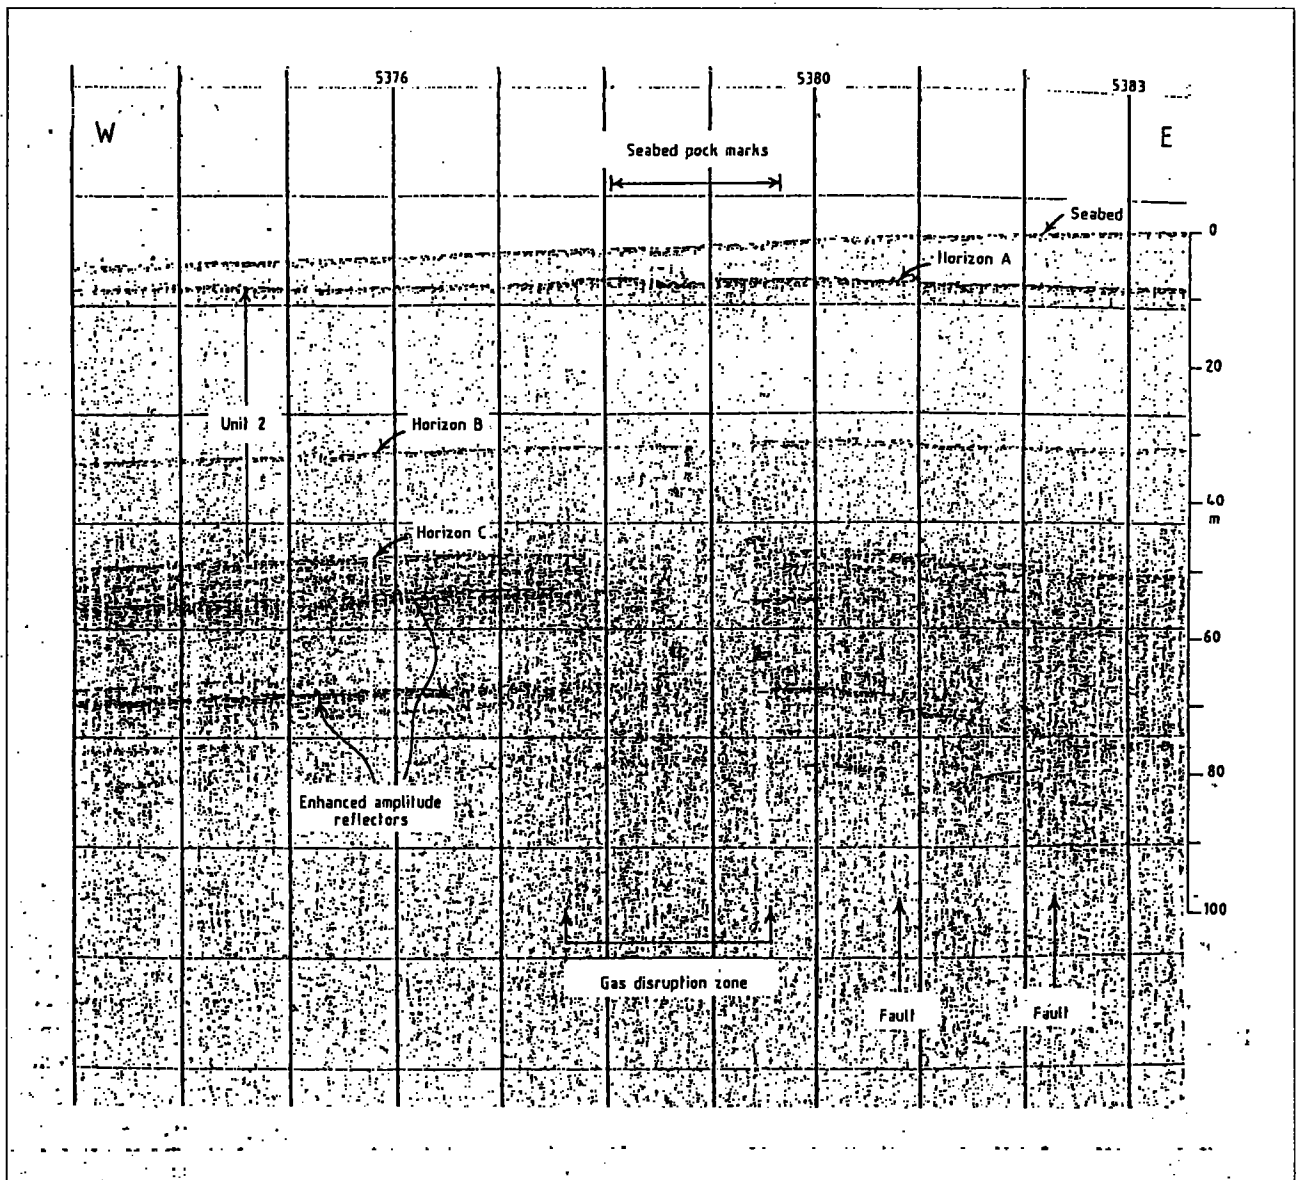 5376
5380
5383
W
E
Seabed pock marks
Seabed
0
Horizon A
20
Unit 2
Horizon B
40
m
Horizon C
60
80
Enhanced amplitude
reflectors
100
Gas disruption zone
Fault
Fault